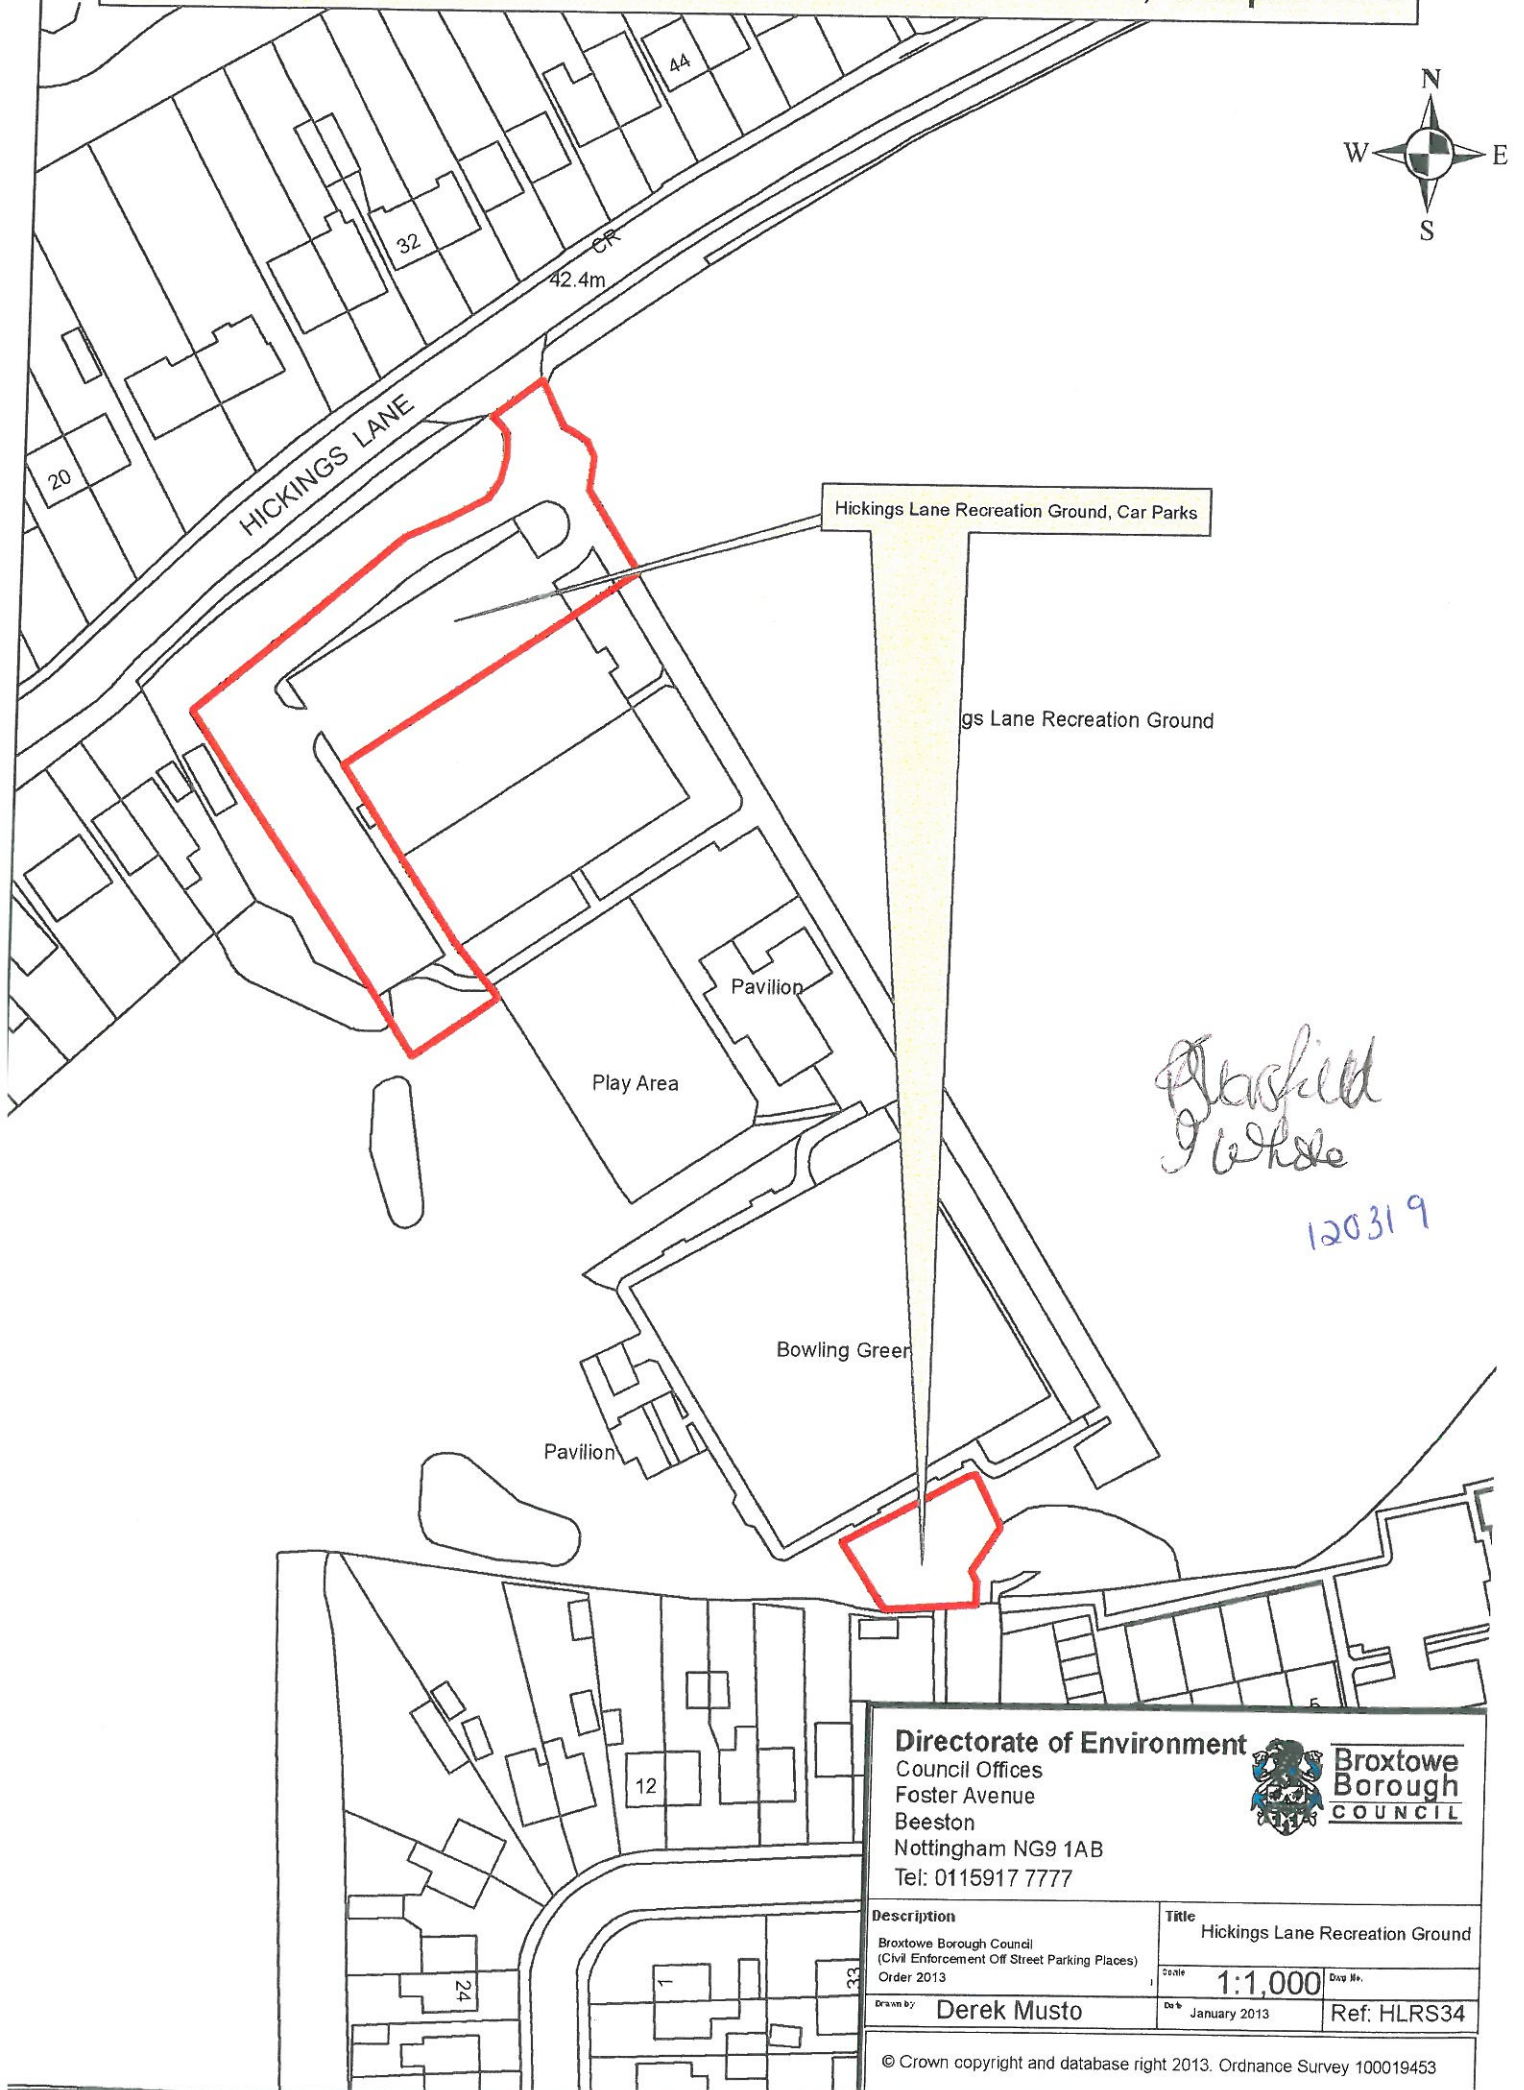 44
N
W
E
S
32
CR
42.4m
HICKINGS LANE
20
Hickings Lane Recreation Ground, Car Parks
gs Lane Recreation Ground
Pavilion
Play Area
White
120319
Bowling Green
Pavilion
5
12
24
1
33
Directorate of Environment
Council Offices
Foster Avenue
Beeston
Nottingham NG9 1AB
Tel: 0115917 7777
Broxtowe
Borough
COUNCIL
Description
Broxtowe Borough Council
(Civil Enforcement Off Street Parking Places)
Order 2013
Title
Hickings Lane Recreation Ground
Scale
1:1,000
Dwg No.
Drawn by
Derek Musto
Date
January 2013
Ref: HLRS34
© Crown copyright and database right 2013. Ordnance Survey 100019453